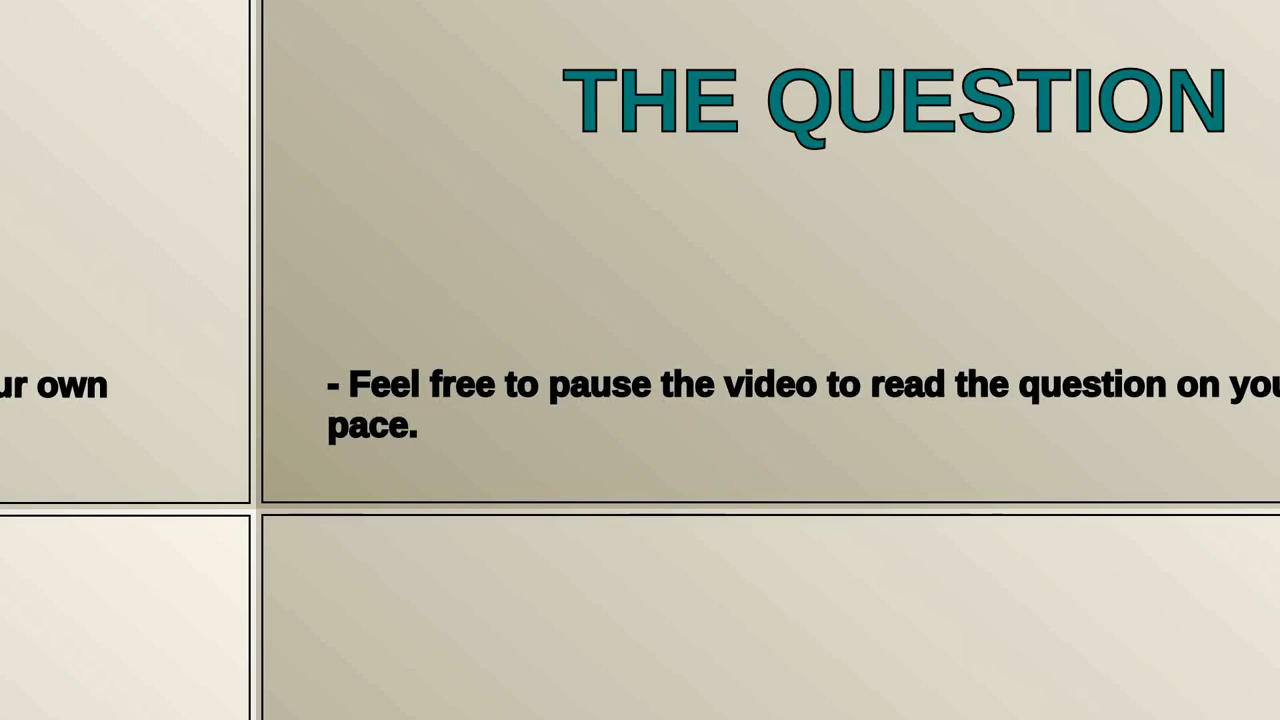 THE QUESTION
ur own
- Feel free to pause the video to read the question on you
pace.